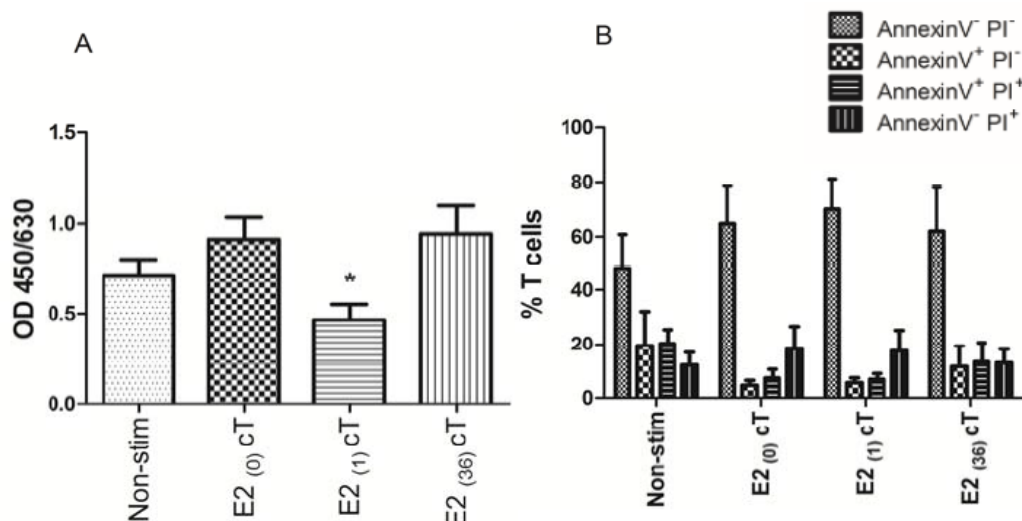 A
OD 450/630
1.5
1.0
0.5
0.0
*
Non-stim
E2 (0) cT
E2 (1) cT
E2 (36) cT
B
AnnexinV⁻ PI⁻
AnnexinV⁺ PI⁻
AnnexinV⁺ PI⁺
AnnexinV⁻ PI⁺
% T cells
100
80
60
40
20
0
Non-stim
E2 (0) cT
E2 (1) cT
E2 (36) cT